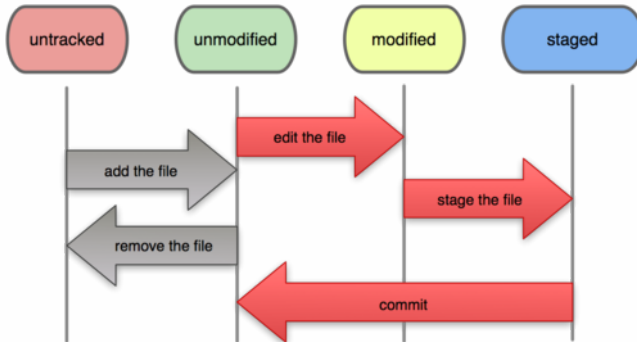 untracked
unmodified
modified
staged
edit the file
add the file
stage the file
remove the file
commit